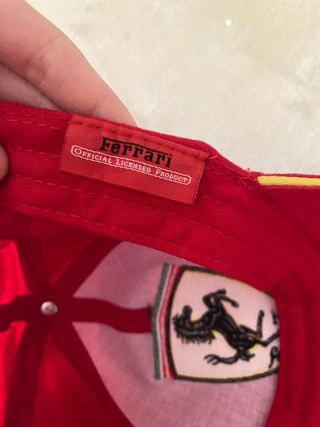 Ferrari
OFFICIAL LICENSED PRODUCT